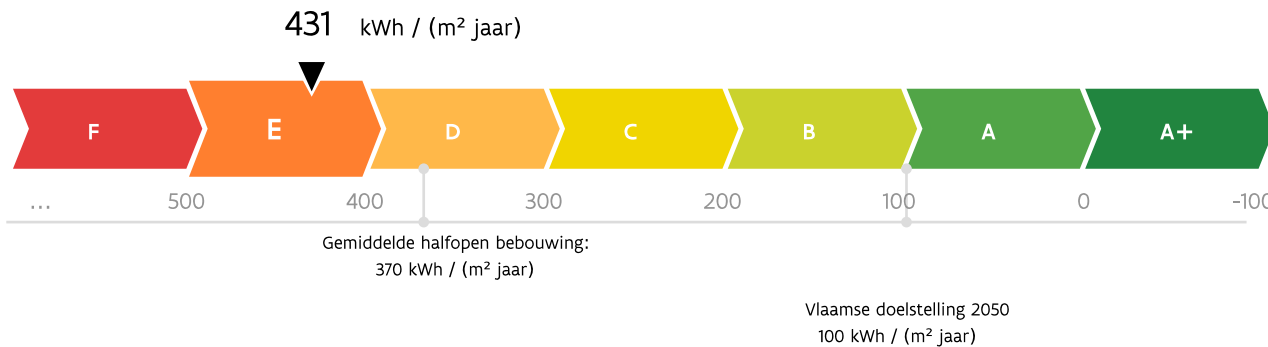 431 kWh / (m² jaar)
F E D C B A A+
... 500 400 300 200 100 0 -100
Gemiddelde halfopen bebouwing:
370 kWh / (m² jaar)
Vlaamse doelstelling 2050
100 kWh / (m² jaar)